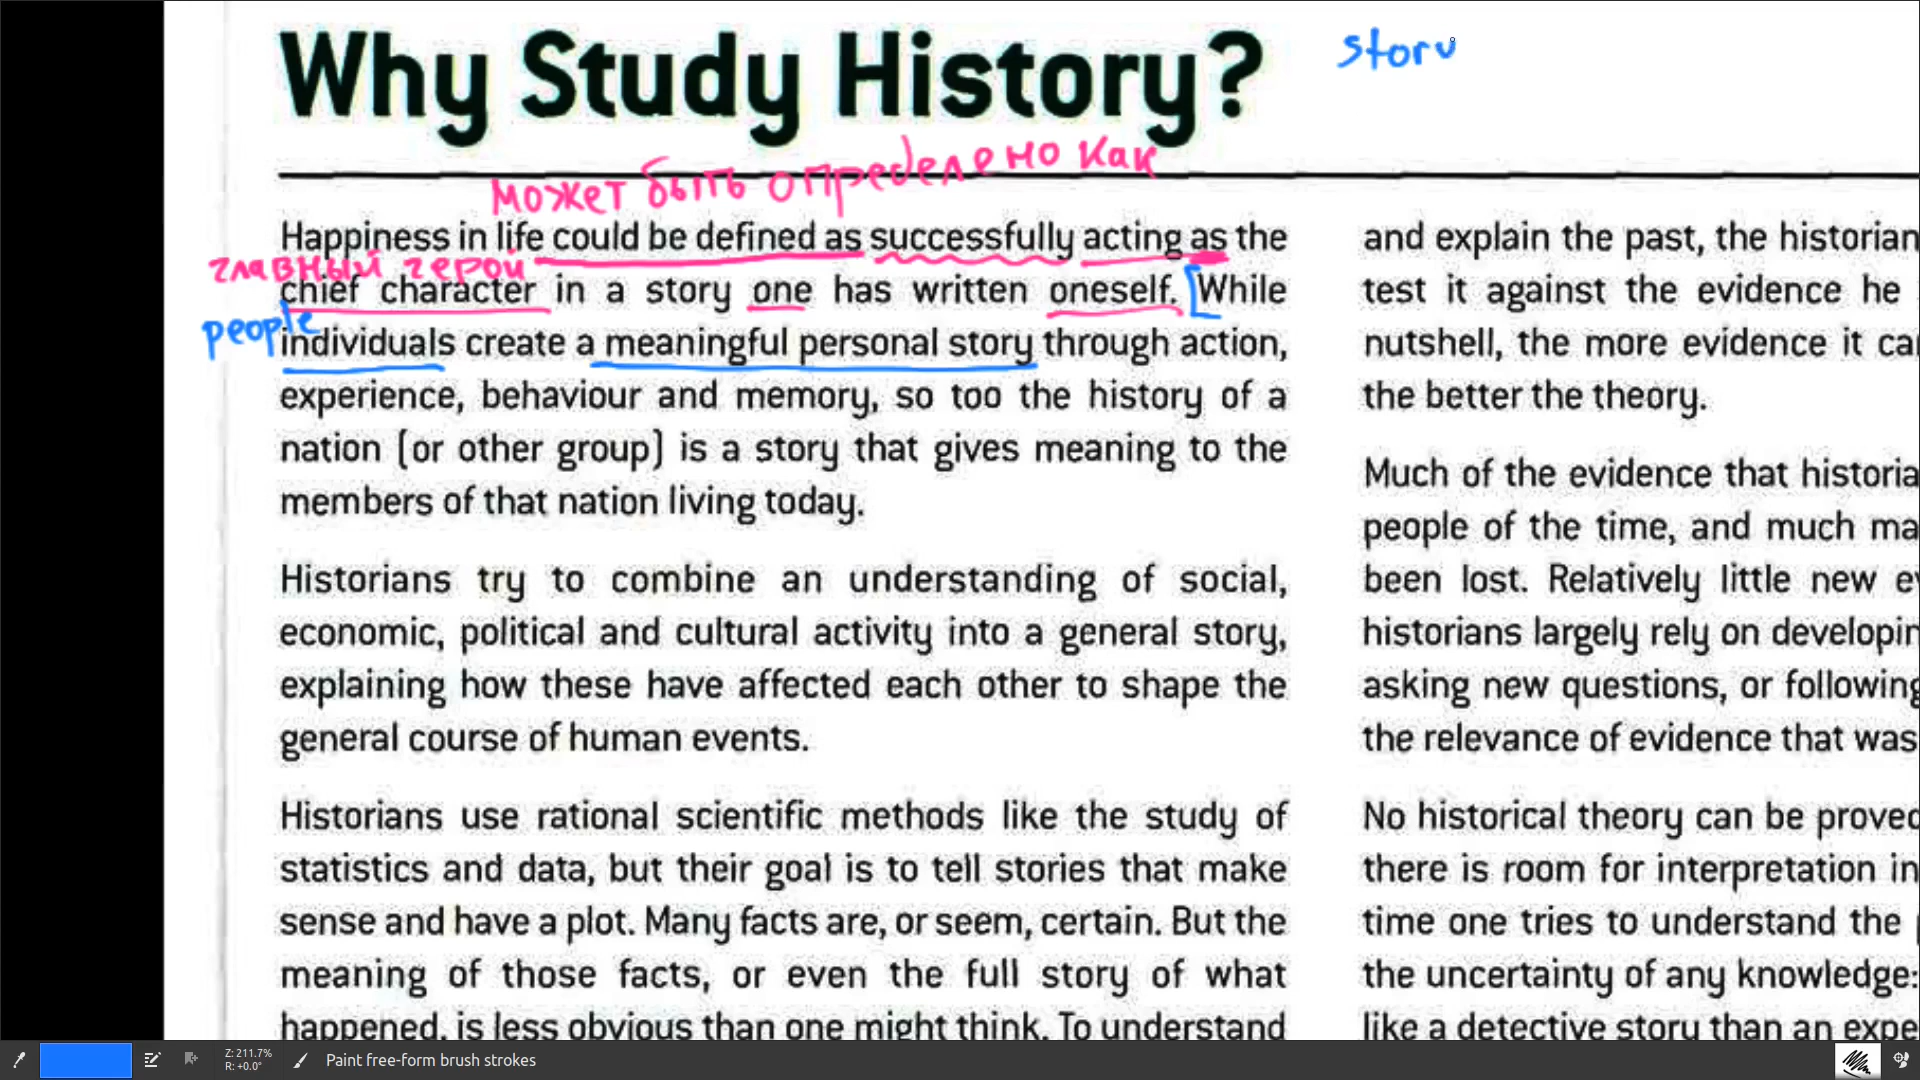 Why Study History?
story
может быть определено как
Happiness in life could be defined as successfully acting as the
главный герой
chief character in a story one has written oneself. While
people
individuals create a meaningful personal story through action,
experience, behaviour and memory, so too the history of a
nation (or other group) is a story that gives meaning to the
members of that nation living today.
Historians try to combine an understanding of social,
economic, political and cultural activity into a general story,
explaining how these have affected each other to shape the
general course of human events.
Historians use rational scientific methods like the study of
statistics and data, but their goal is to tell stories that make
sense and have a plot. Many facts are, or seem, certain. But the
meaning of those facts, or even the full story of what
happened, is less obvious than one might think. To understand
and explain the past, the historian
test it against the evidence he
nutshell, the more evidence it
the better the theory.
Much of the evidence that
people of the time, and much
been lost. Relatively little new
historians largely rely on
asking new questions, or following
the relevance of evidence that was
No historical theory can be proved
there is room for interpretation in
time one tries to understand the
the uncertainty of any knowledge:
like a detective story than an
Z: 211.7%
R: +0.0°
Paint free-form brush strokes